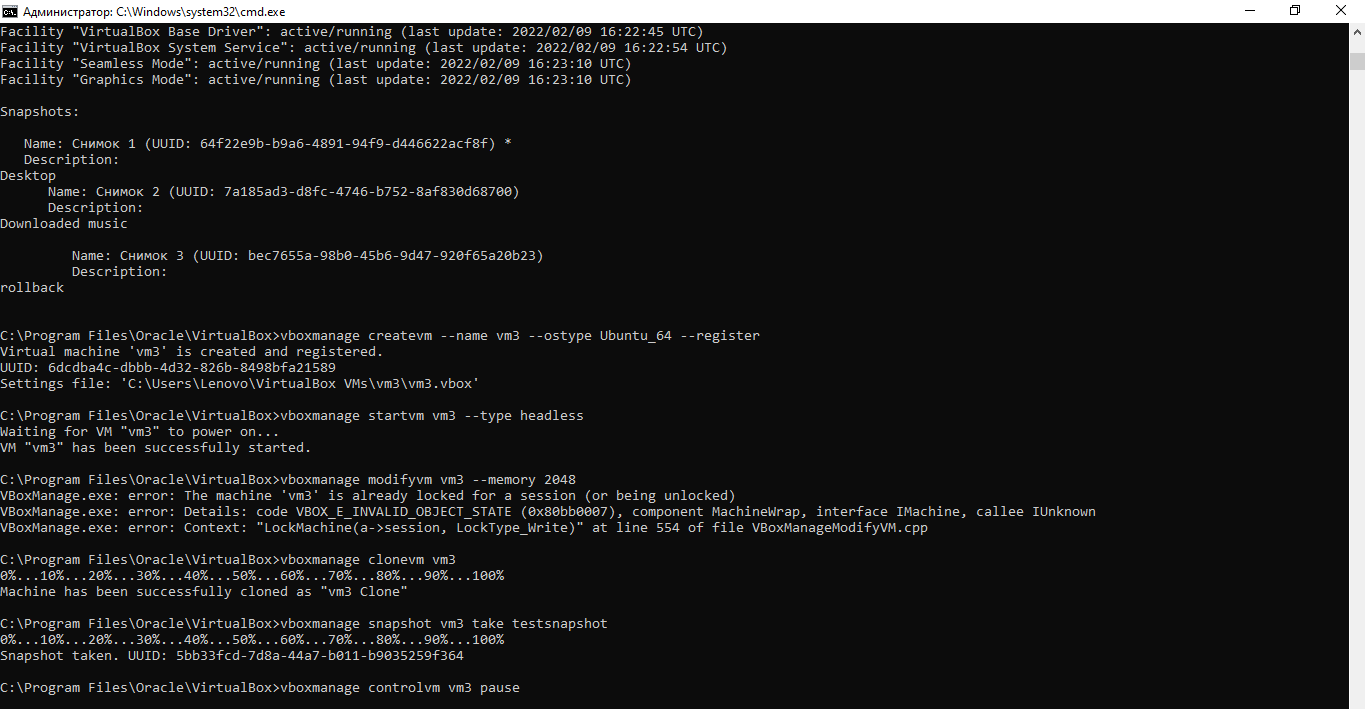 Администратор: C:\Windows\system32\cmd.exe
Facility "VirtualBox Base Driver": active/running (last update: 2022/02/09 16:22:45 UTC)
Facility "VirtualBox System Service": active/running (last update: 2022/02/09 16:22:54 UTC)
Facility "Seamless Mode": active/running (last update: 2022/02/09 16:23:10 UTC)
Facility "Graphics Mode": active/running (last update: 2022/02/09 16:23:10 UTC)
Snapshots:
Name: Снимок 1 (UUID: 64f22e9b-b9a6-4891-94f9-d446622acf8f) *
Description:
Desktop
Name: Снимок 2 (UUID: 7a185ad3-d8fc-4746-b752-8af830d68700)
Description:
Downloaded music
Name: Снимок 3 (UUID: bec7655a-98b0-45b6-9d47-920f65a20b23)
Description:
rollback
C:\Program Files\Oracle\VirtualBox>vboxmanage createvm --name vm3 --ostype Ubuntu_64 --register
Virtual machine 'vm3' is created and registered.
UUID: 6dcdba4c-dbbb-4d32-826b-8498bfa21589
Settings file: 'C:\Users\Lenovo\VirtualBox VMs\vm3\vm3.vbox'
C:\Program Files\Oracle\VirtualBox>vboxmanage startvm vm3 --type headless
Waiting for VM "vm3" to power on...
VM "vm3" has been successfully started.
C:\Program Files\Oracle\VirtualBox>vboxmanage modifyvm vm3 --memory 2048
VBoxManage.exe: error: The machine 'vm3' is already locked for a session (or being unlocked)
VBoxManage.exe: error: Details: code VBOX_E_INVALID_OBJECT_STATE (0x80bb0007), component MachineWrap, interface IMachine, callee IUnknown
VBoxManage.exe: error: Context: "LockMachine(a->session, LockType_Write)" at line 554 of file VBoxManageModifyVM.cpp
C:\Program Files\Oracle\VirtualBox>vboxmanage clonevm vm3
0%...10%...20%...30%...40%...50%...60%...70%...80%...90%...100%
Machine has been successfully cloned as "vm3 Clone"
C:\Program Files\Oracle\VirtualBox>vboxmanage snapshot vm3 take testsnapshot
0%...10%...20%...30%...40%...50%...60%...70%...80%...90%...100%
Snapshot taken. UUID: 5bb33fcd-7d8a-44a7-b011-b9035259f364
C:\Program Files\Oracle\VirtualBox>vboxmanage controlvm vm3 pause